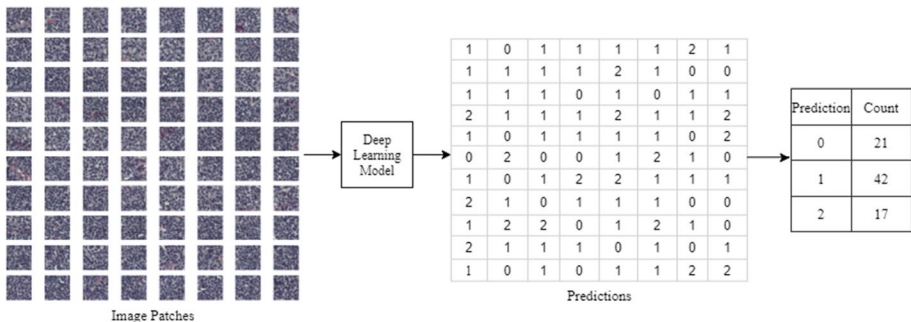 1 0 1 1 1 1 2 1
1 1 1 1 2 1 0 0
1 1 1 0 1 0 1 1
2 1 1 1 2 1 1 2
1 0 1 1 1 1 0 2
0 2 0 0 1 2 1 0
1 0 1 2 2 1 1 1
2 1 0 1 1 1 0 0
1 2 2 0 1 2 1 0
2 1 1 1 0 1 0 1
1 0 1 0 1 1 2 2
Deep
Learning
Model
Prediction Count
0 21
1 42
2 17
Image Patches
Predictions